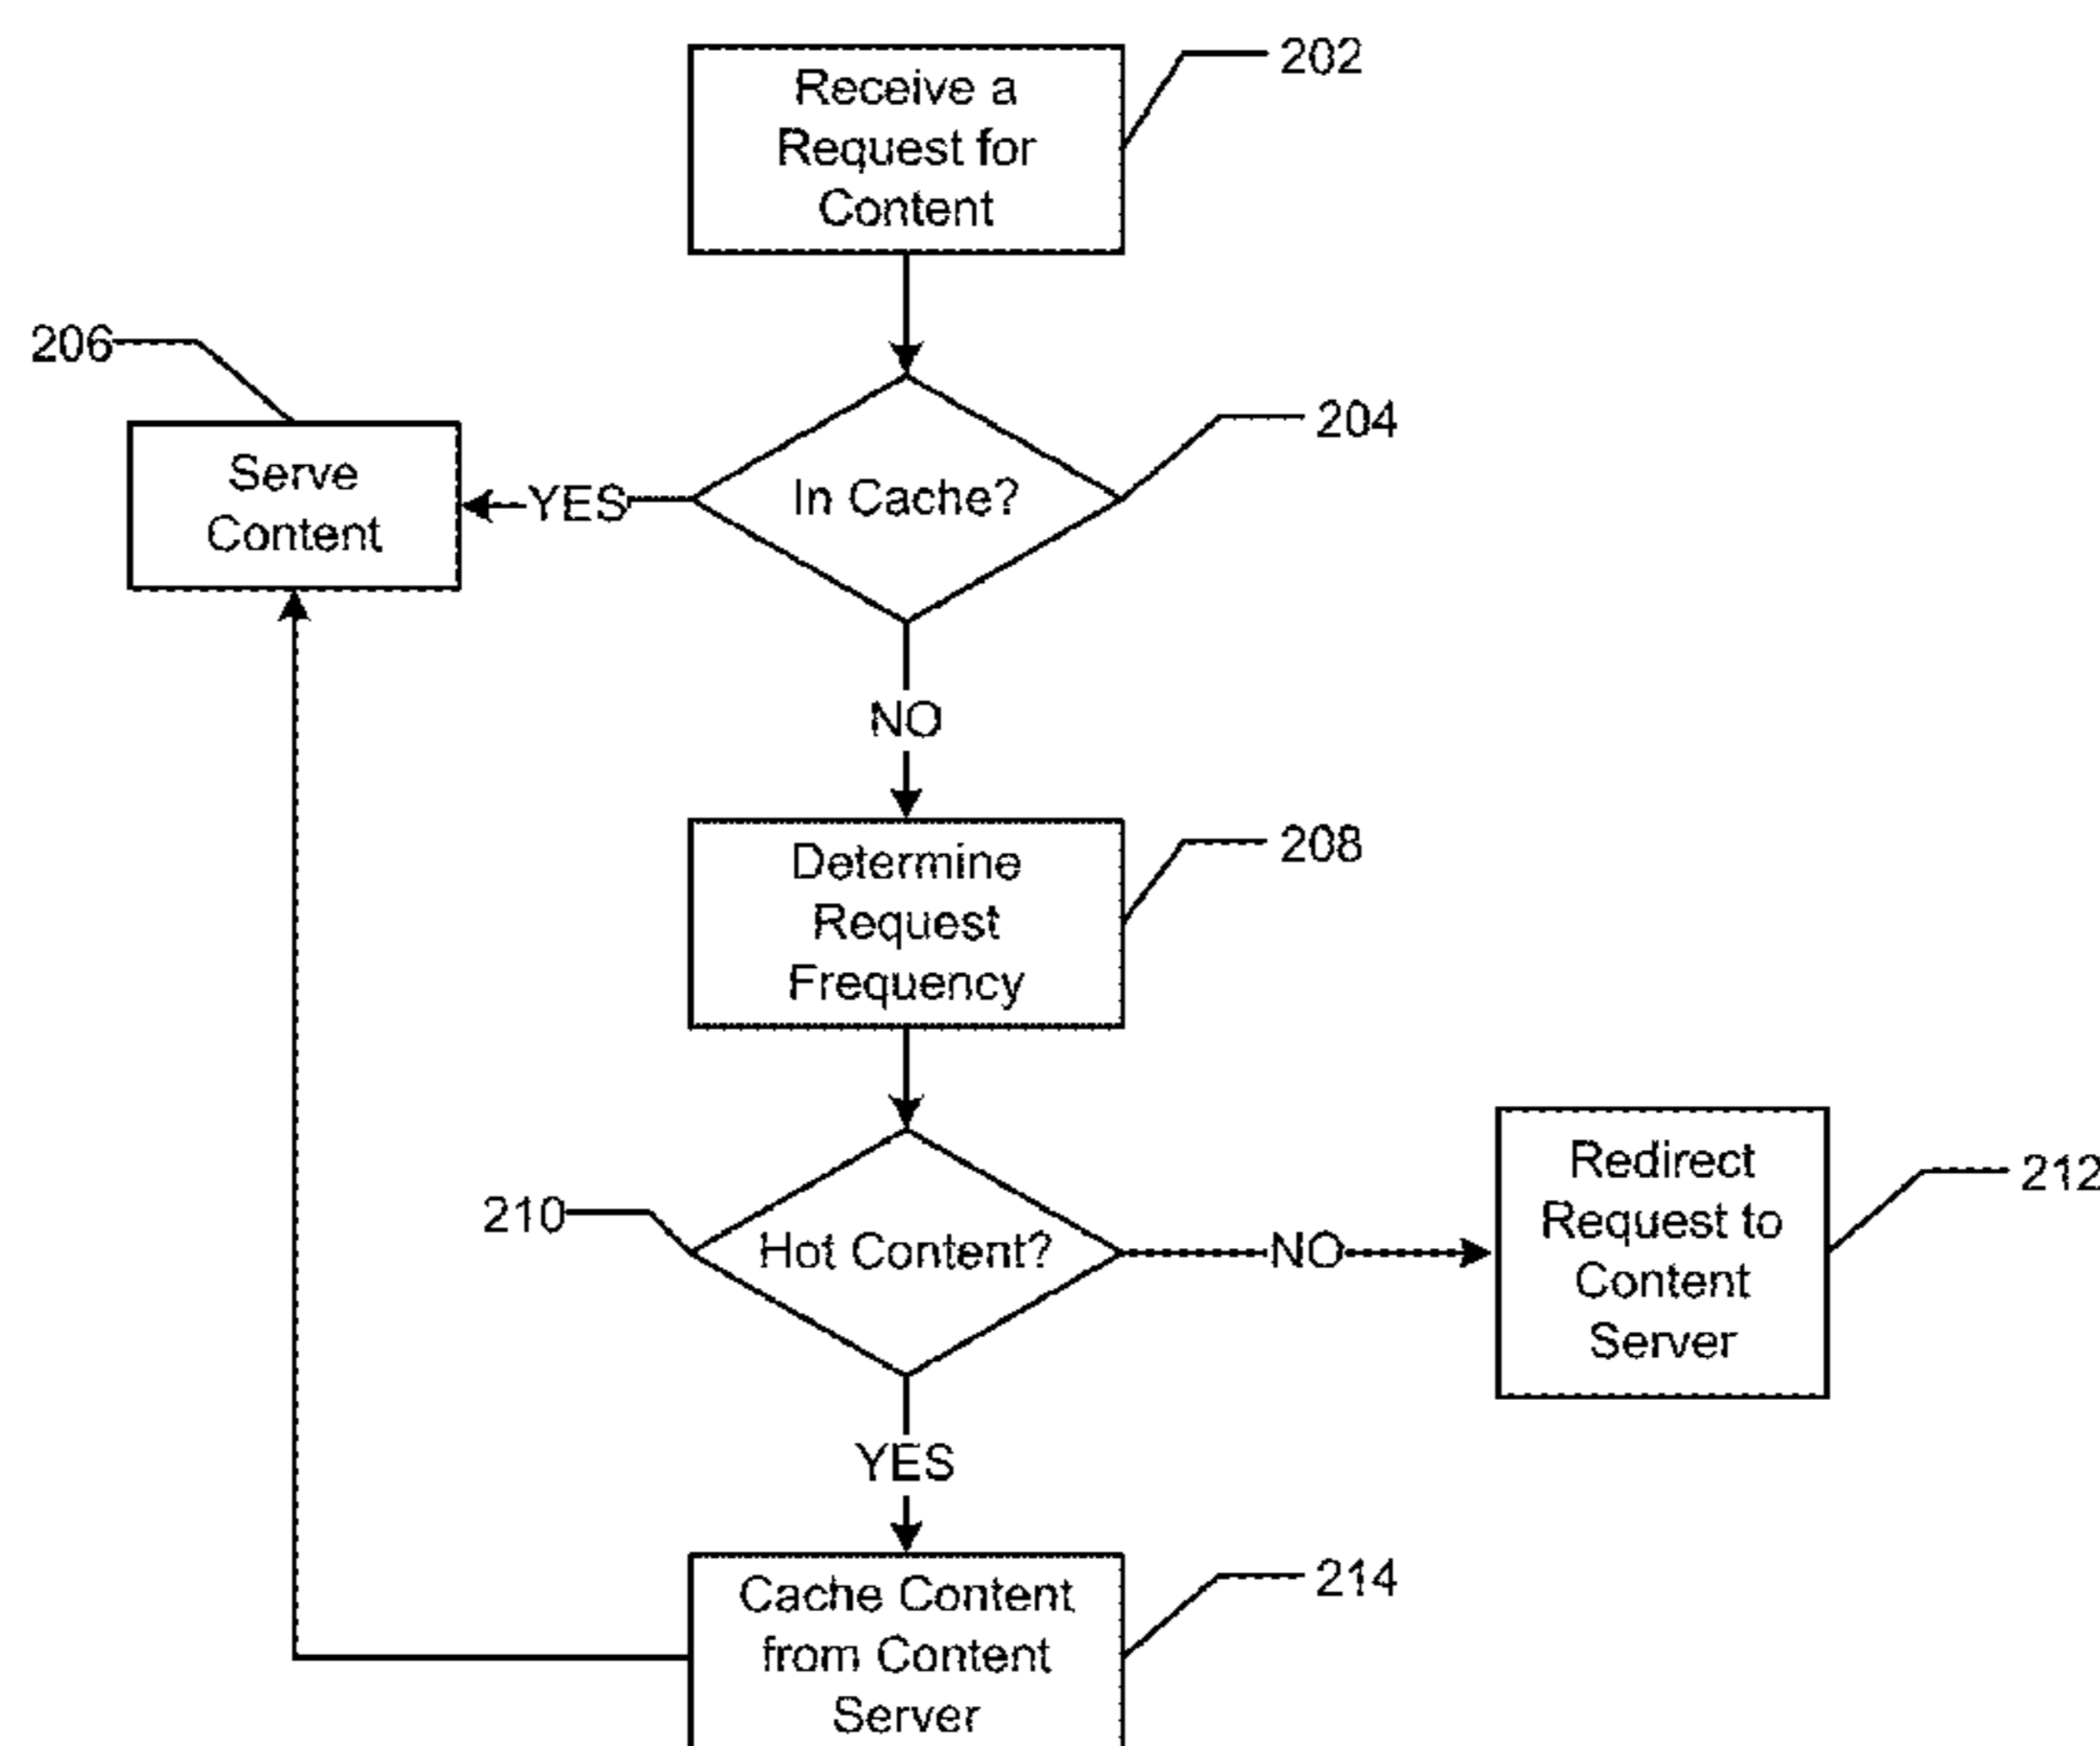 Receive a
Request for
Content
202
206
Serve
Content
YES
In Cache?
204
NO
Determine
Request
Frequency
208
210
Hot Content?
NO
Redirect
Request to
Content
Server
212
YES
Cache Content
from Content
Server
214